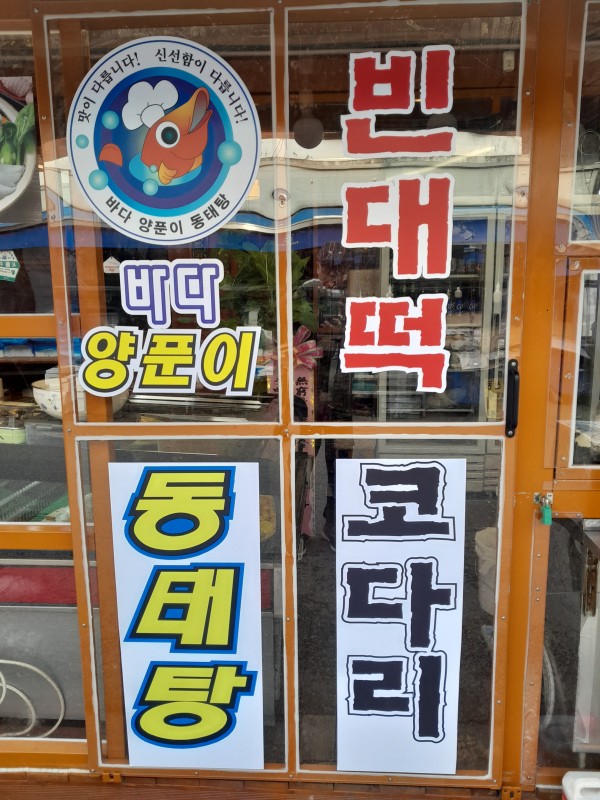 맛이 다릅니다! 신선함이 다릅니다!
바다 양푼이 동태탕
바다
양푼이
빈대떡
동태탕
코다리